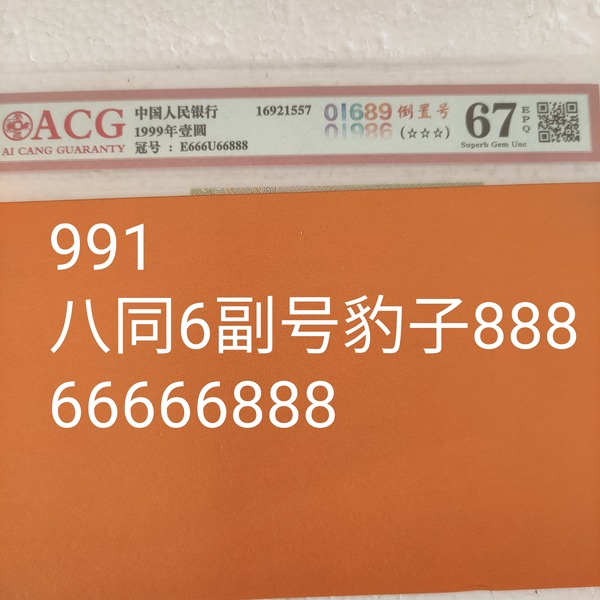 ACG
AI CANG GUARANTY
中国人民银行 16921557
1999年壹圆
冠号：E666U66888
01689 倒置号
01986 (☆☆☆)
67
EPQ
Superb Gem Unc
991
八同6副号豹子888
66666888